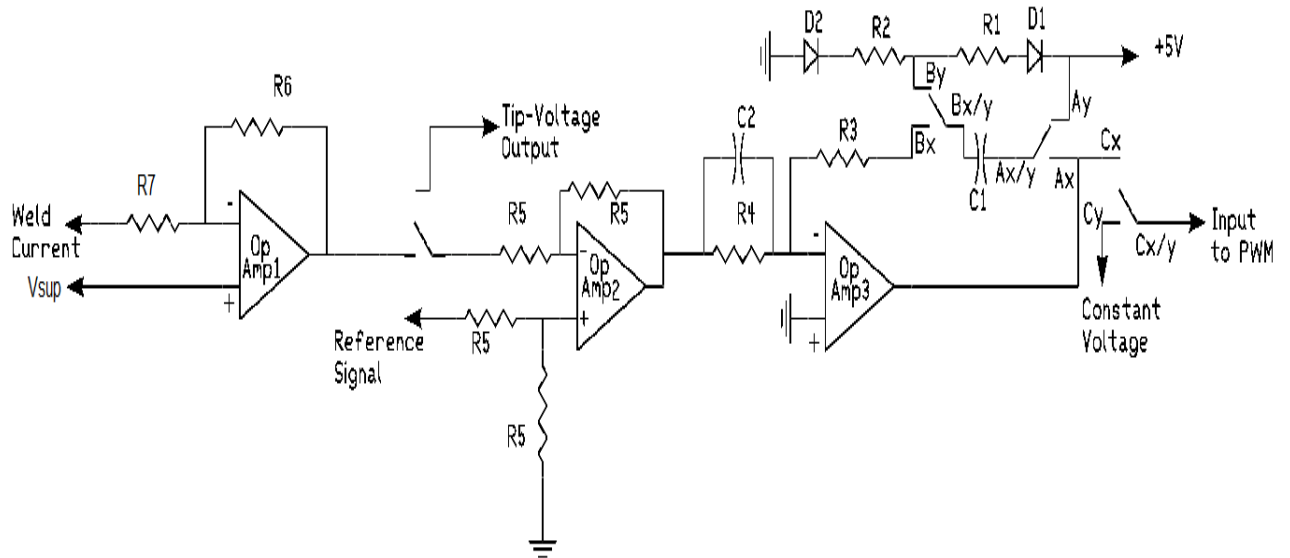 D2
R2
R1
D1
+5V
By
Bx/y
Ay
R6
Tip-Voltage
Output
C2
R3
Bx
C1
Ax/y
Ax
Cx
R7
-
Weld
Current
Op
Amp1
R5
R5
-
Op
Amp2
R4
-
Op
Amp3
Cy
Cx/y
Input
to PWM
Vsup
+
Reference
Signal
R5
+
+
Constant
Voltage
R5